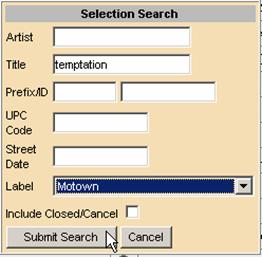 Selection Search
Artist
Title temptation
Prefix/ID
UPC
Code
Street
Date
Label Motown
Include Closed/Cancel
Submit Search Cancel